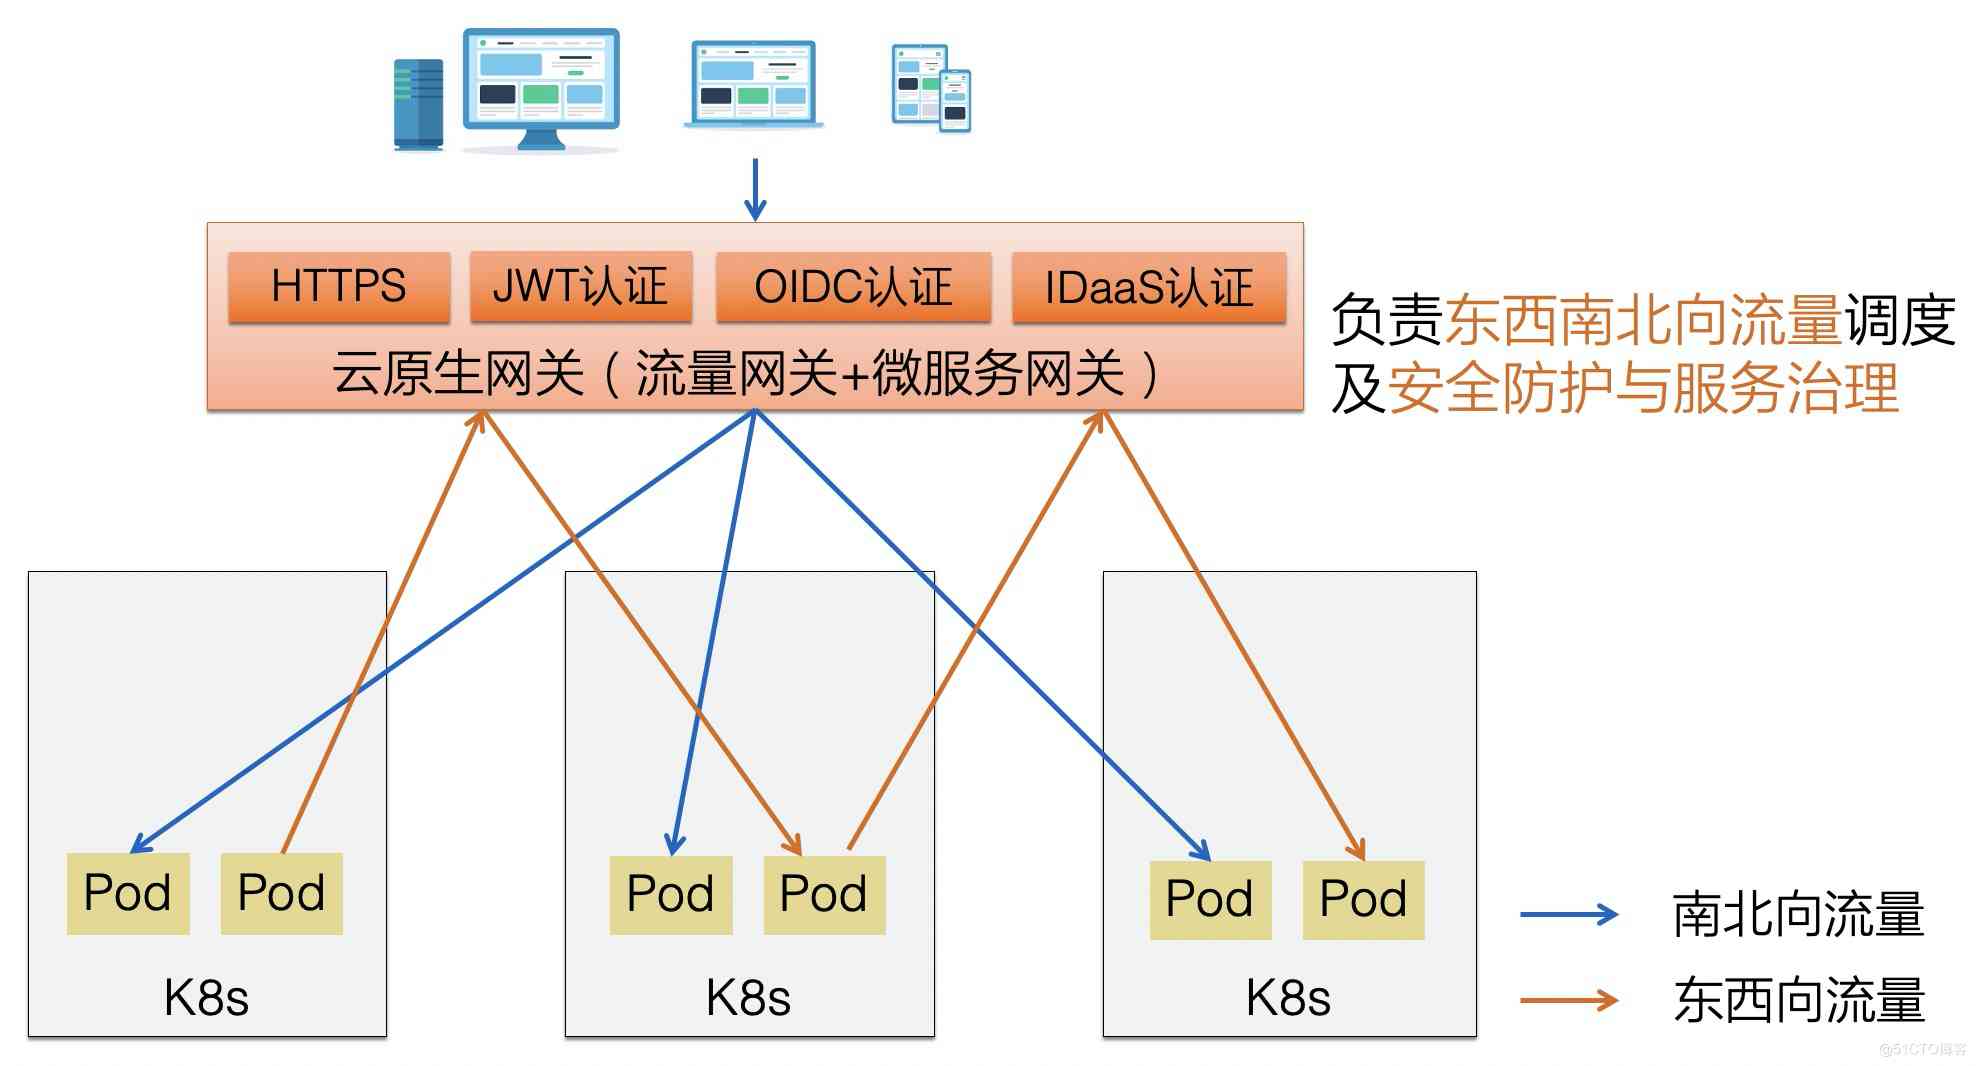 HTTPS
JWT认证
OIDC认证
IDaaS认证
云原生网关（流量网关+微服务网关）
负责东西南北向流量调度
及安全防护与服务治理
Pod
Pod
K8s
Pod
Pod
K8s
Pod
Pod
K8s
南北向流量
东西向流量
@51CTO博客